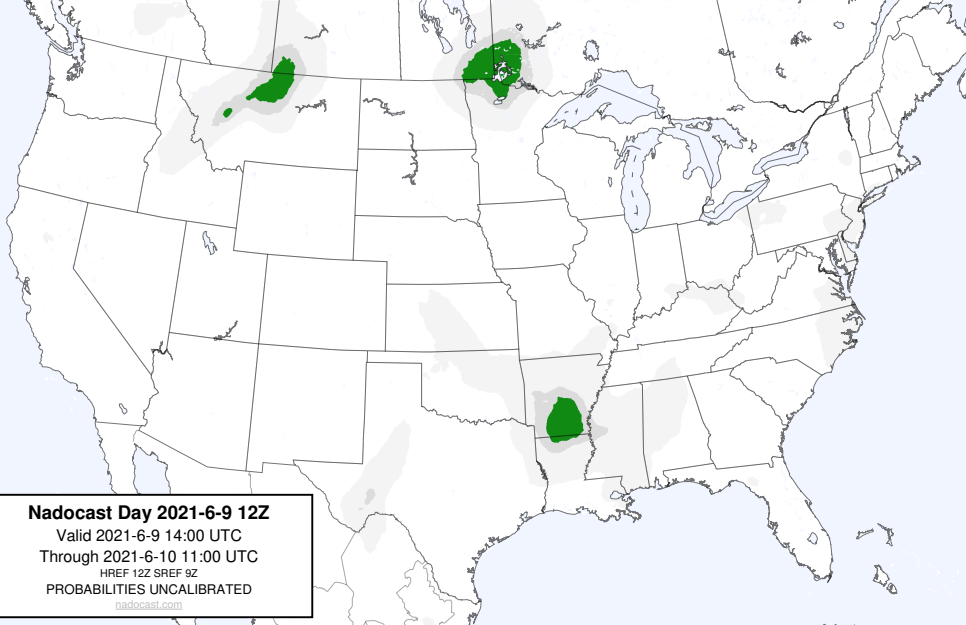 Nadocast Day 2021-6-9 12Z
Valid 2021-6-9 14:00 UTC
Through 2021-6-10 11:00 UTC
HREF 12Z SREF 9Z
PROBABILITIES UNCALIBRATED
nadocast.com